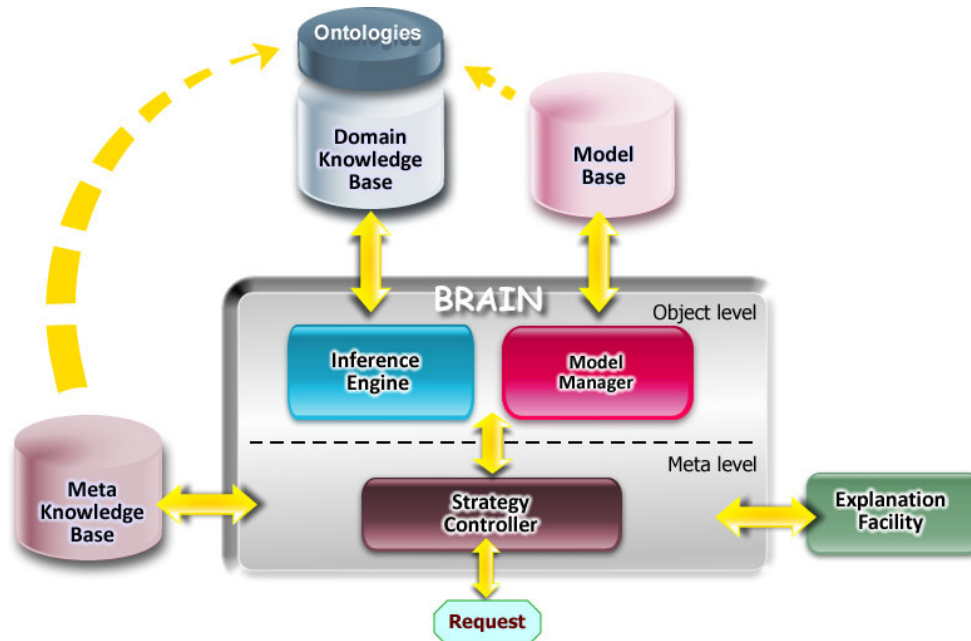 Ontologies
Domain
Knowledge
Base
Model
Base
BRAIN
Object level
Inference
Engine
Model
Manager
Meta level
Meta
Knowledge
Base
Strategy
Controller
Explanation
Facility
Request